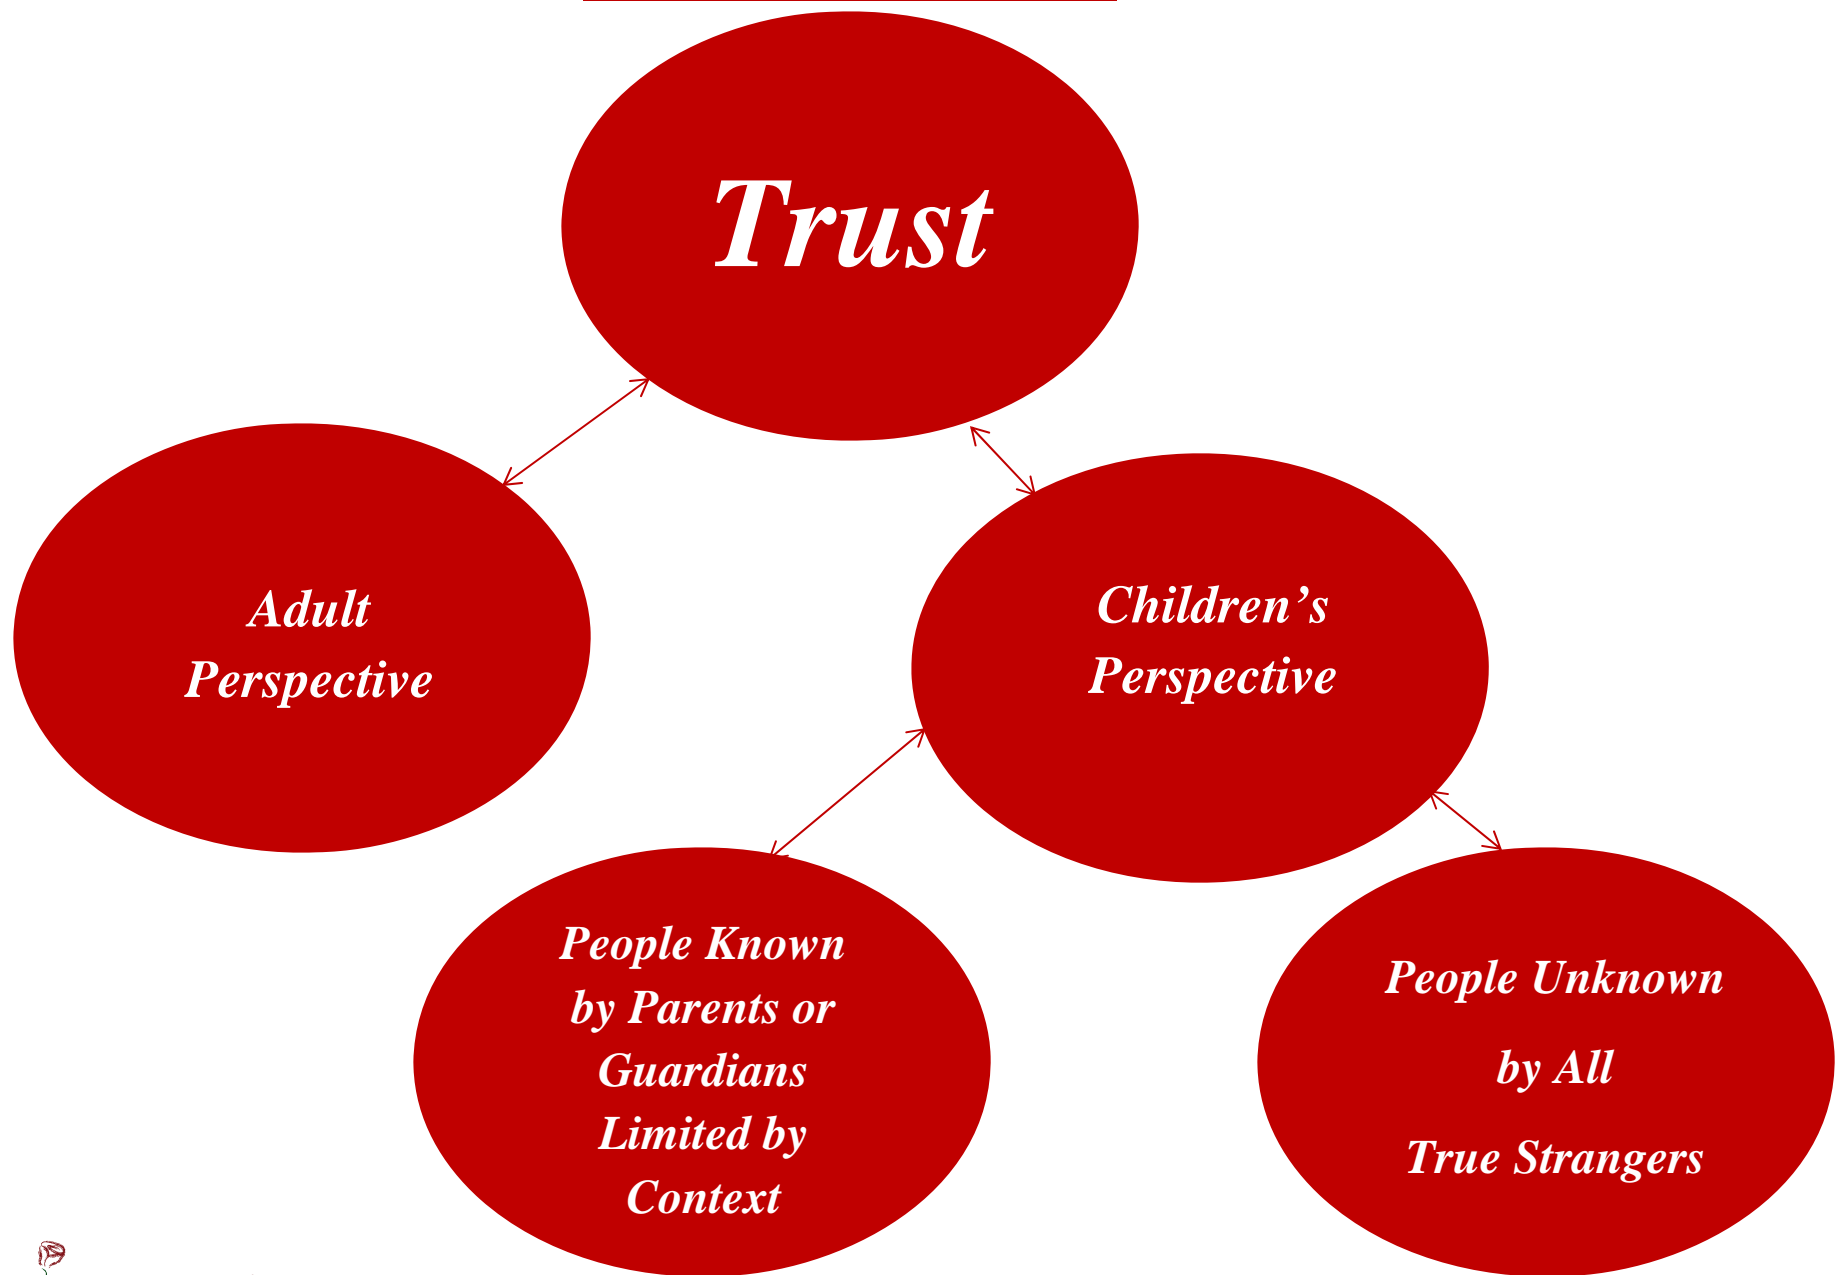 Trust
Adult
Perspective
Children’s
Perspective
People Known
by Parents or
Guardians
Limited by
Context
People Unknown
by All
True Strangers